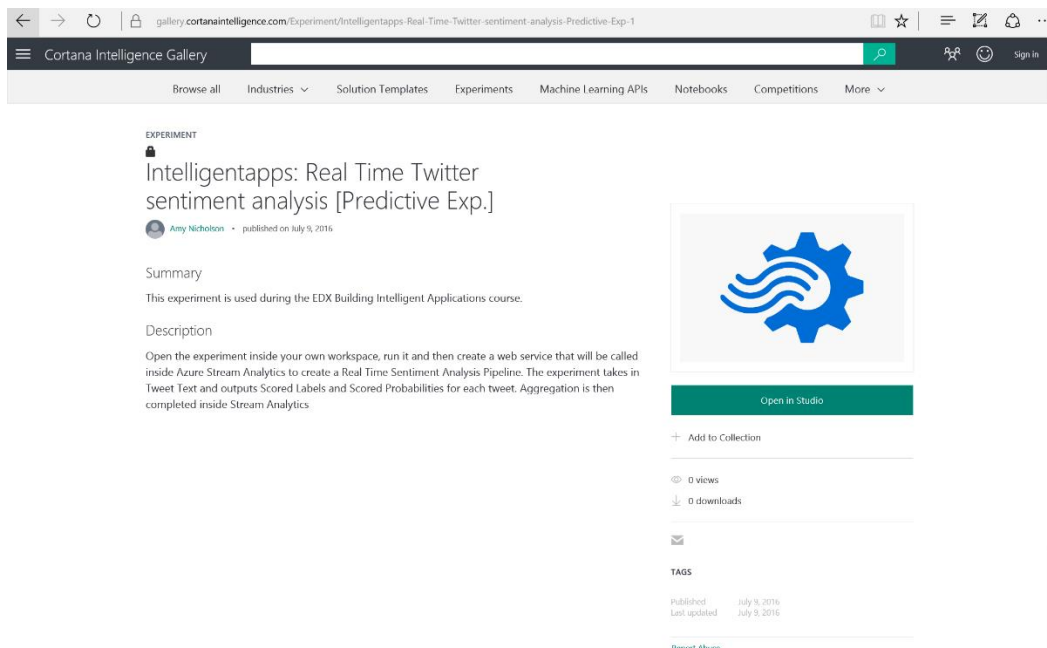 gallery.cortanaintelligence.com/Experiment/Intelligentapps-Real-Time-Twitter-sentiment-analysis-Predictive-Exp-1
Cortana Intelligence Gallery
Sign in
Browse all Industries Solution Templates Experiments Machine Learning APIs Notebooks Competitions More
EXPERIMENT
Intelligentapps: Real Time Twitter
sentiment analysis [Predictive Exp.]
Amy Nicholson • published on July 9, 2016
Summary
This experiment is used during the EDX Building Intelligent Applications course.
Description
Open the experiment inside your own workspace, run it and then create a web service that will be called
inside Azure Stream Analytics to create a Real Time Sentiment Analysis Pipeline. The experiment takes in
Tweet Text and outputs Scored Labels and Scored Probabilities for each tweet. Aggregation is then
completed inside Stream Analytics
Open in Studio
Add to Collection
0 views
0 downloads
TAGS
Published July 9, 2016
Last updated July 9, 2016
Report Abuse